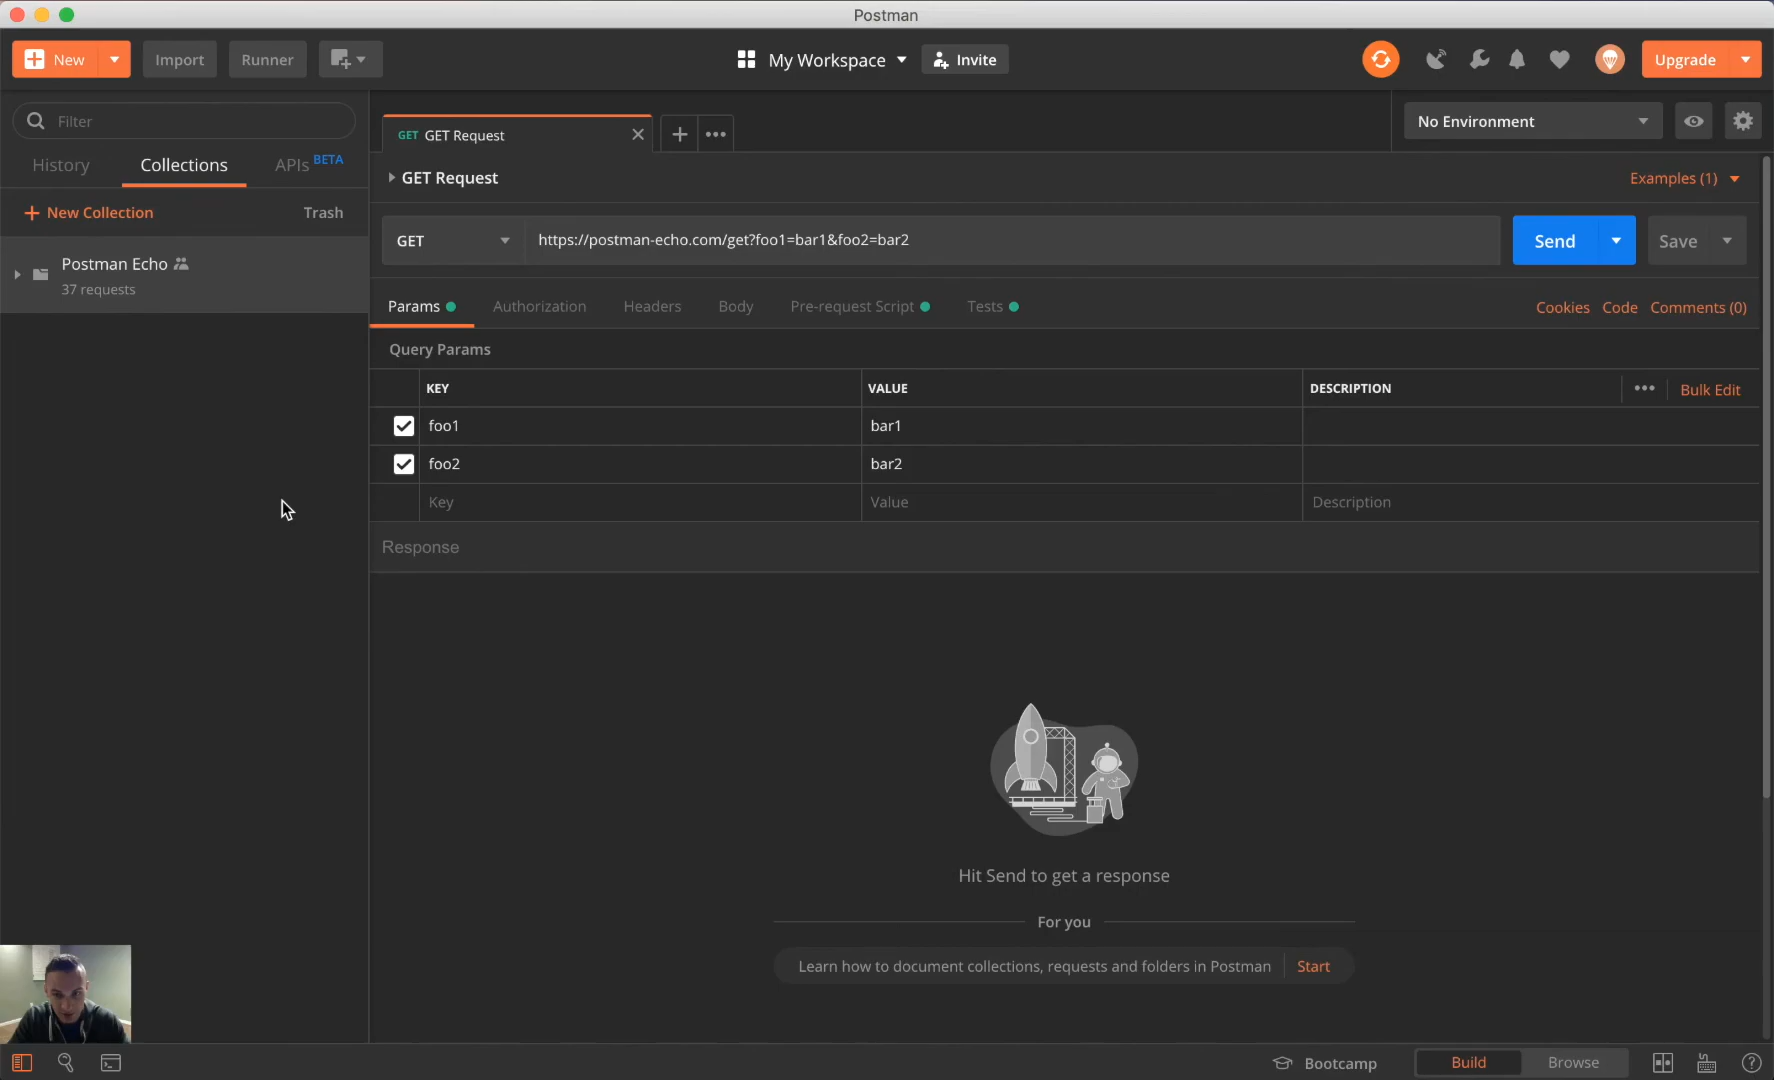 Postman
New
Import
Runner
My Workspace
Invite
Upgrade
Filter
History
Collections
APIs BETA
New Collection
Trash
Postman Echo
37 requests
GET GET Request
No Environment
GET Request
Examples (1)
GET
https://postman-echo.com/get?foo1=bar1&foo2=bar2
Send
Save
Params
Authorization
Headers
Body
Pre-request Script
Tests
Cookies
Code
Comments (0)
Query Params
KEY
VALUE
DESCRIPTION
Bulk Edit
foo1
bar1
foo2
bar2
Key
Value
Description
Response
Hit Send to get a response
For you
Learn how to document collections, requests and folders in Postman
Start
Bootcamp
Build
Browse